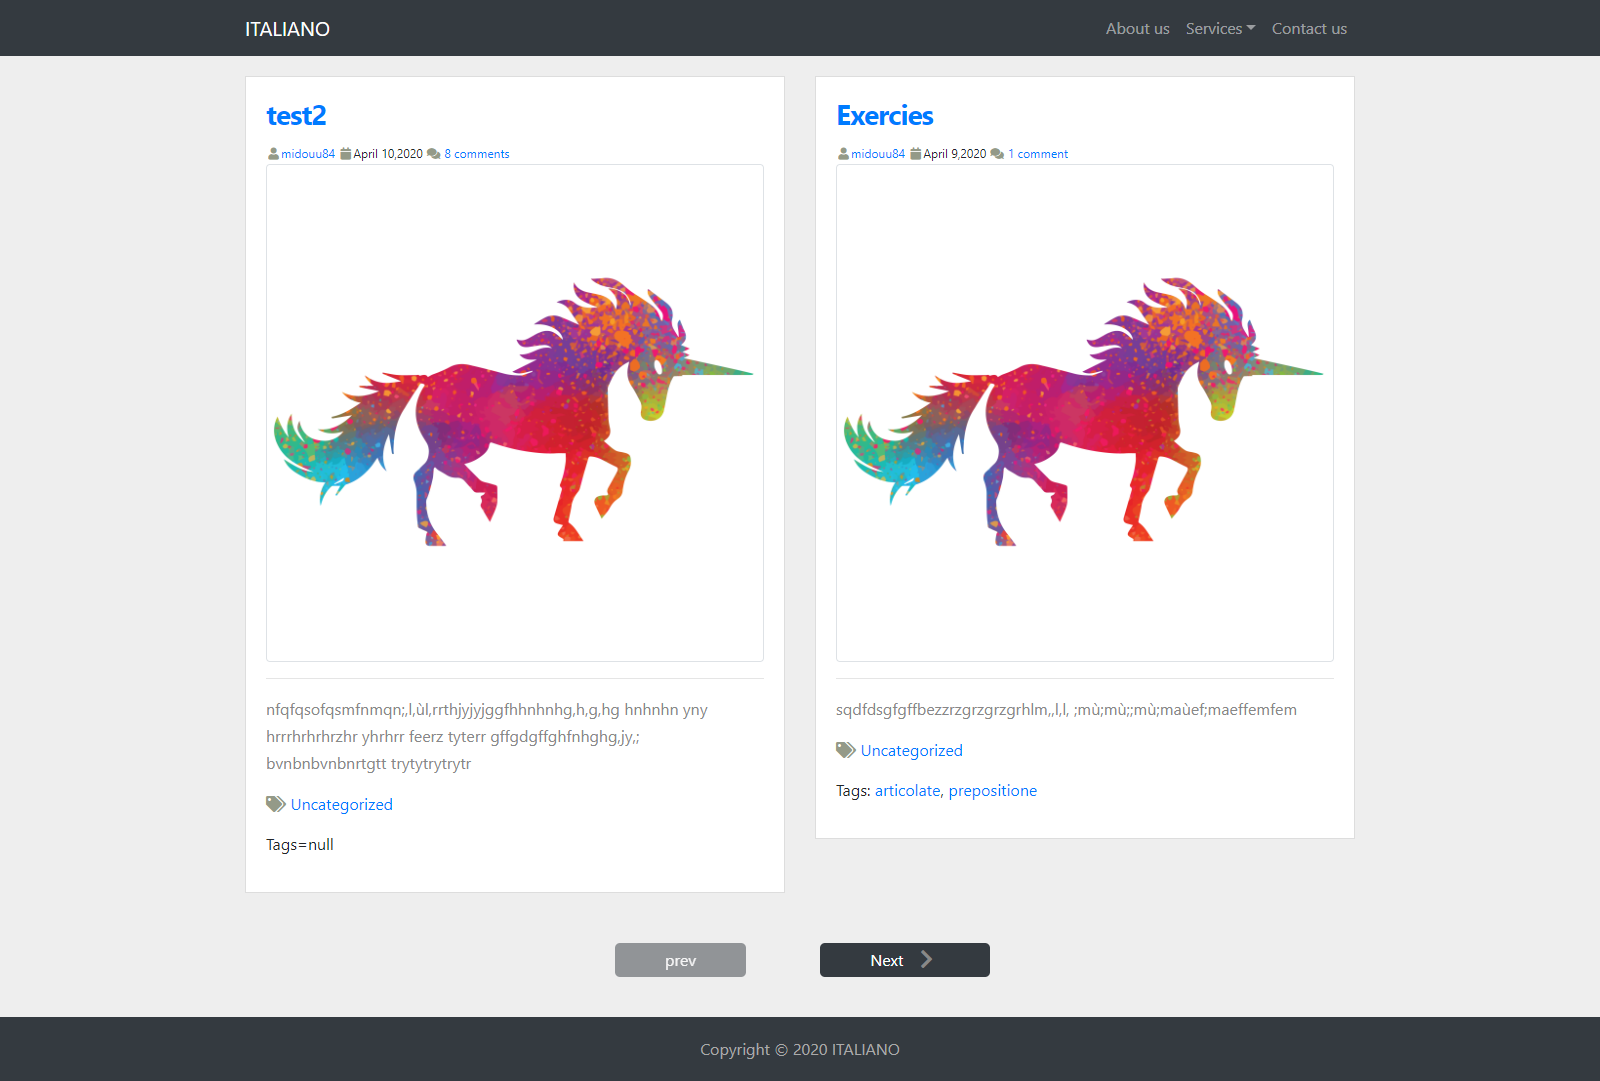 ITALIANO
About us Services Contact us
test2
midouu84 April 10,2020 8 comments
nfqfqsofqsmfnmqn;,l,ùl,rrthjyjyjggfhhnhnhg,h,g,hg hnhnhn yny
hrrrhrhrhrzhr yhrhrr feerz tyterr gffgdgffghfnhghg,jy,;
bvnbnbvnbnrtgtt trytytrytrytr
Uncategorized
Tags=null
Exercies
midouu84 April 9,2020 1 comment
sqdfdsgfgffbezzrzgrzgrzgrhlm,,l,l, ;mù;mù;;mù;maùef;maeffemfem
Uncategorized
Tags: articolate, prepositione
prev
Next
Copyright © 2020 ITALIANO